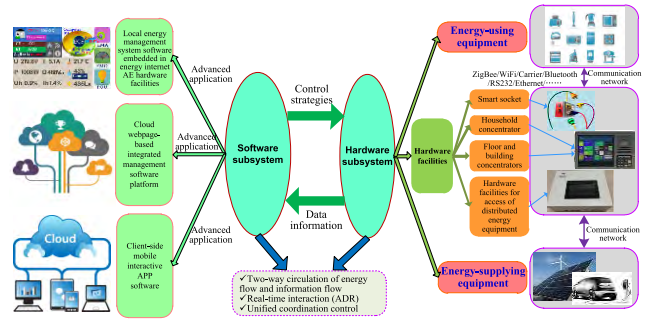 Local energy
management
system software
embedded in
energy internet
AE hardware
facilities
Cloud
webpage-
based
integrated
management
software
platform
Client-side
mobile
interactive
APP
software
Cloud
Advanced
application
Advanced
application
Advanced
application
Software
subsystem
Control
strategies
Data
information
Hardware
subsystem
✓Two-way circulation of energy
flow and information flow
✓Real-time interaction (ADR)
✓Unified coordination control
Energy-using
equipment
ZigBee/WiFi/Carrier/Bluetooth
/RS232/Ethernet/······
Communication
network
Hardware
facilities
Smart socket
Household
concentrator
Floor and
building
concentrators
Hardware
facilities for
access of
distributed
energy
equipment
Communication
network
Energy-supplying
equipment